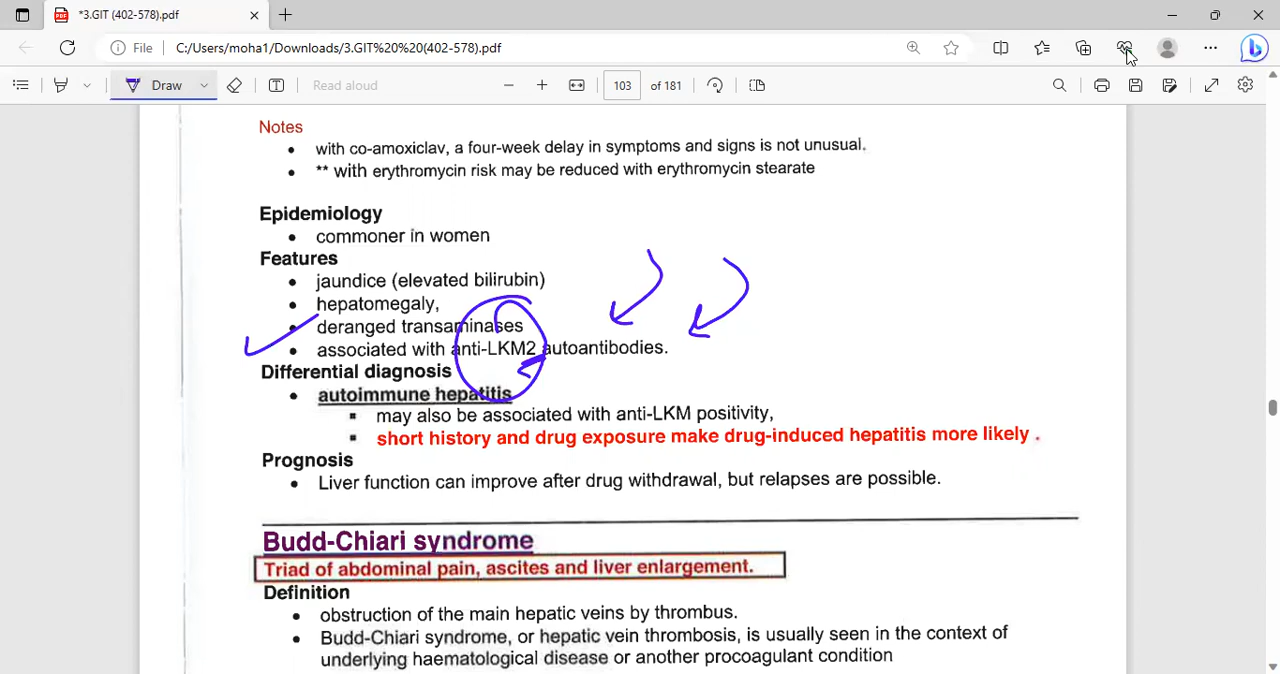 *3.GIT (402-578).pdf
File C:/Users/moha1/Downloads/3.GIT%20%20(402-578).pdf
Draw Read aloud 103 of 181
Notes
• with co-amoxiclav, a four-week delay in symptoms and signs is not unusual.
• ** with erythromycin risk may be reduced with erythromycin stearate
Epidemiology
• commoner in women
Features
• jaundice (elevated bilirubin)
• hepatomegaly,
• deranged transaminases
• associated with anti-LKM2 autoantibodies.
Differential diagnosis
• autoimmune hepatitis
▪ may also be associated with anti-LKM positivity,
▪ short history and drug exposure make drug-induced hepatitis more likely .
Prognosis
• Liver function can improve after drug withdrawal, but relapses are possible.
Budd-Chiari syndrome
Triad of abdominal pain, ascites and liver enlargement.
Definition
• obstruction of the main hepatic veins by thrombus.
• Budd-Chiari syndrome, or hepatic vein thrombosis, is usually seen in the context of
underlying haematological disease or another procoagulant condition